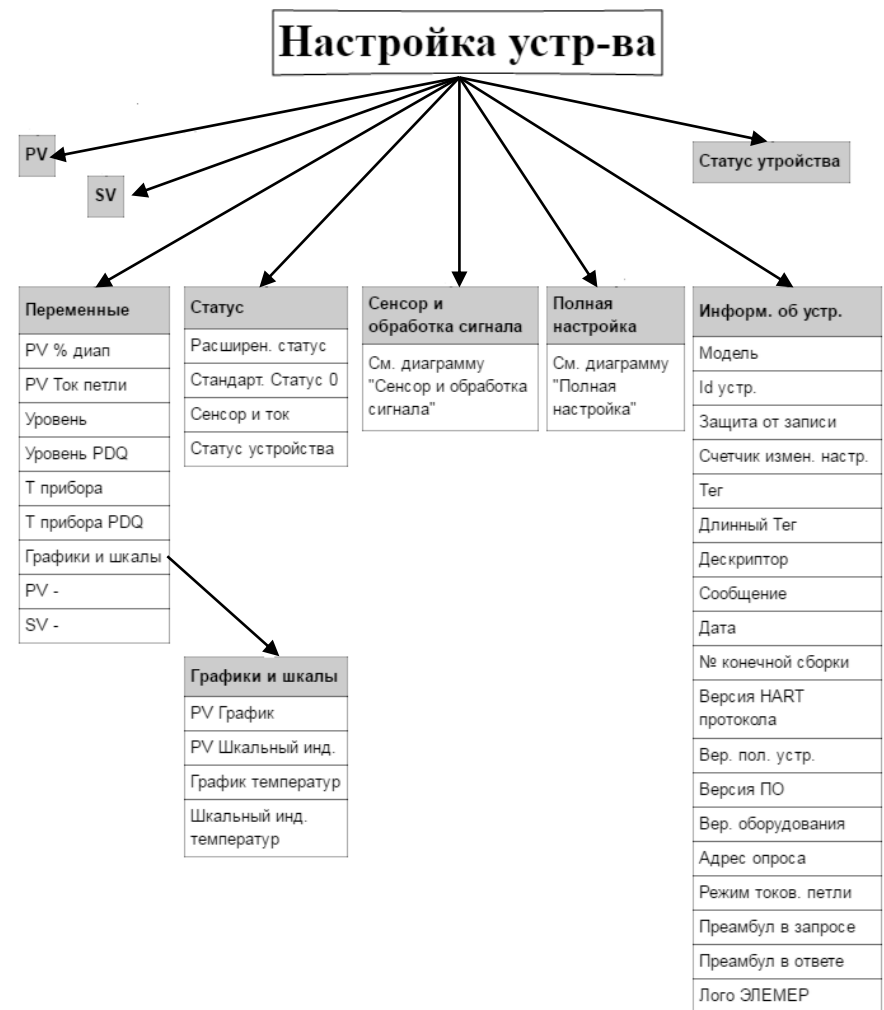 Настройка устр-ва
PV
SV
Статус утройства
Переменные
PV % диап
PV Ток петли
Уровень
Уровень PDQ
Т прибора
Т прибора PDQ
Графики и шкалы
PV -
SV -
Графики и шкалы
PV График
PV Шкальный инд.
График температур
Шкальный инд.
температур
Статус
Расширен. статус
Стандарт. Статус 0
Сенсор и ток
Статус устройства
Сенсор и
обработка сигнала
См. диаграмму
"Сенсор и обработка
сигнала"
Полная
настройка
См. диаграмму
"Полная
настройка"
Информ. об устр.
Модель
Id устр.
Защита от записи
Счетчик измен. настр.
Тег
Длинный Тег
Дескриптор
Сообщение
Дата
№ конечной сборки
Версия HART
протокола
Вер. пол. устр.
Версия ПО
Вер. оборудования
Адрес опроса
Режим токов. петли
Преамбул в запросе
Преамбул в ответе
Лого ЭЛЕМЕР